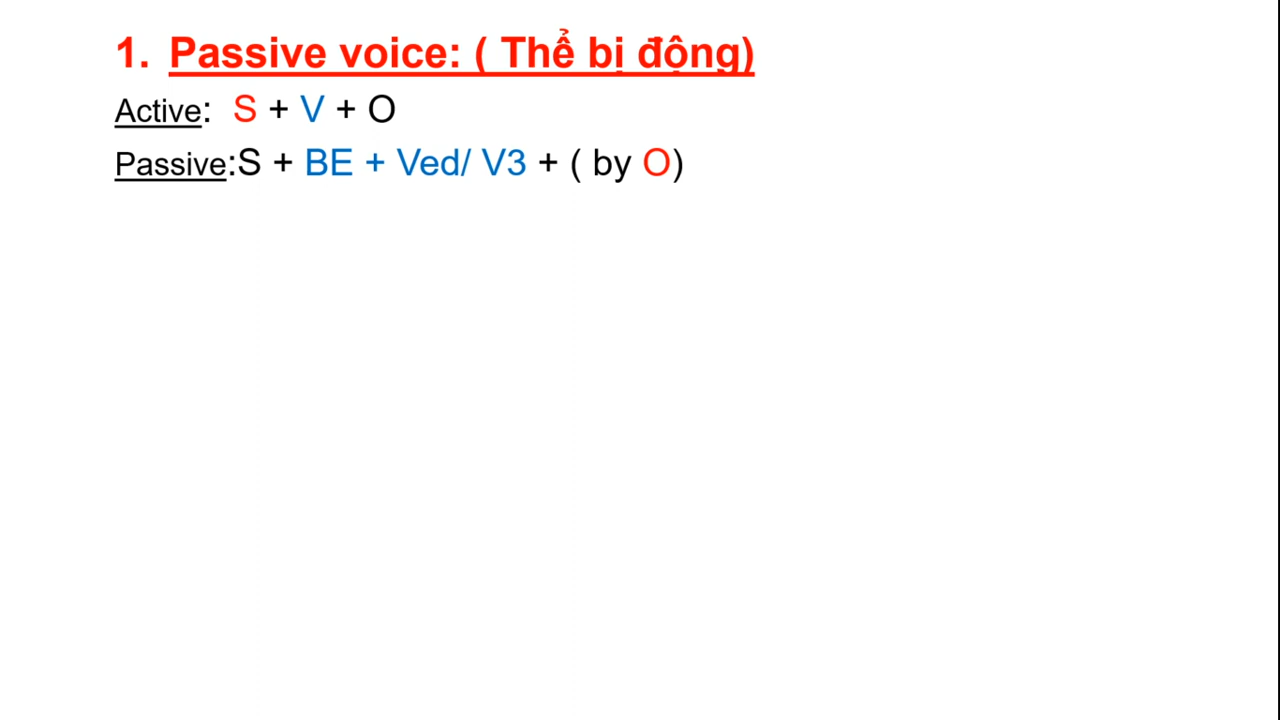 1. Passive voice: ( Thể bị động)
Active: S + V + O
Passive:S + BE + Ved/ V3 + ( by O)